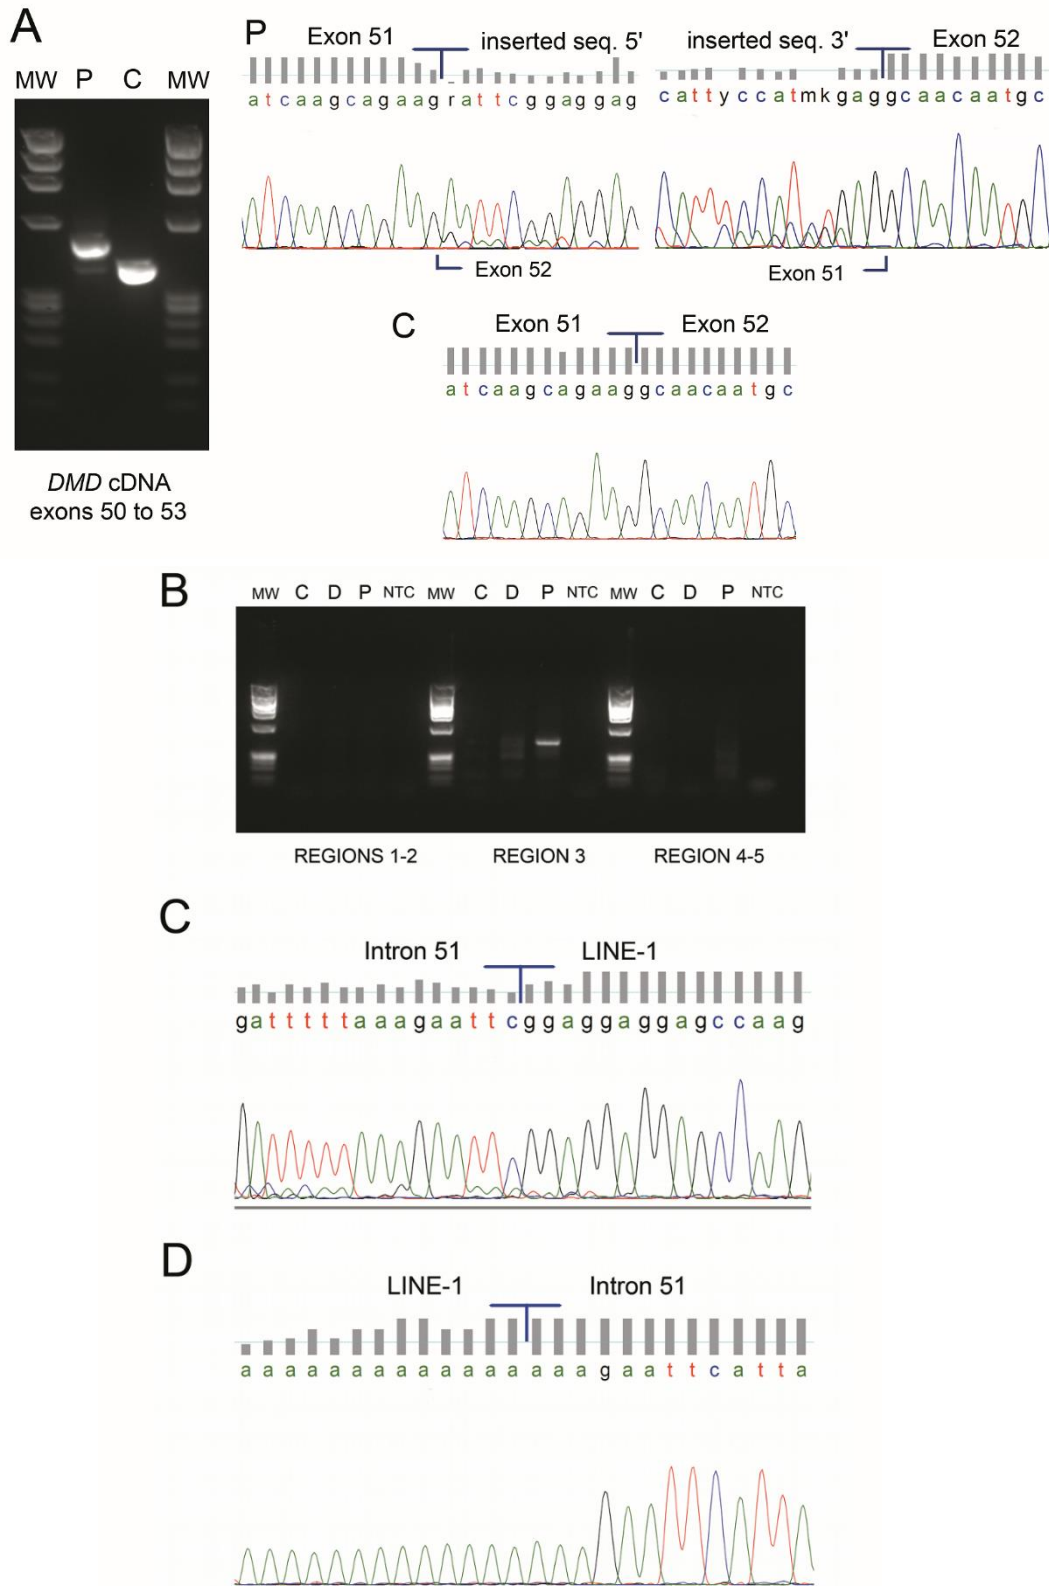 A
MW P C MW
DMD cDNA
exons 50 to 53
P
Exon 51 inserted seq. 5'
atcaagcagaagrattcggaggag
Exon 52
inserted seq. 3' Exon 52
cattyccatmkgaggcaacaatgc
Exon 51
C
Exon 51 Exon 52
atcaagcagaaggcaacaatgc
B
MW C D P NTC MW C D P NTC MW C D P NTC
REGIONS 1-2 REGION 3 REGION 4-5
C
Intron 51 LINE-1
gatttttaaagaattcggaggaggagccaag
D
LINE-1 Intron 51
aaaaaaaaaaaaaaaagaattcatta